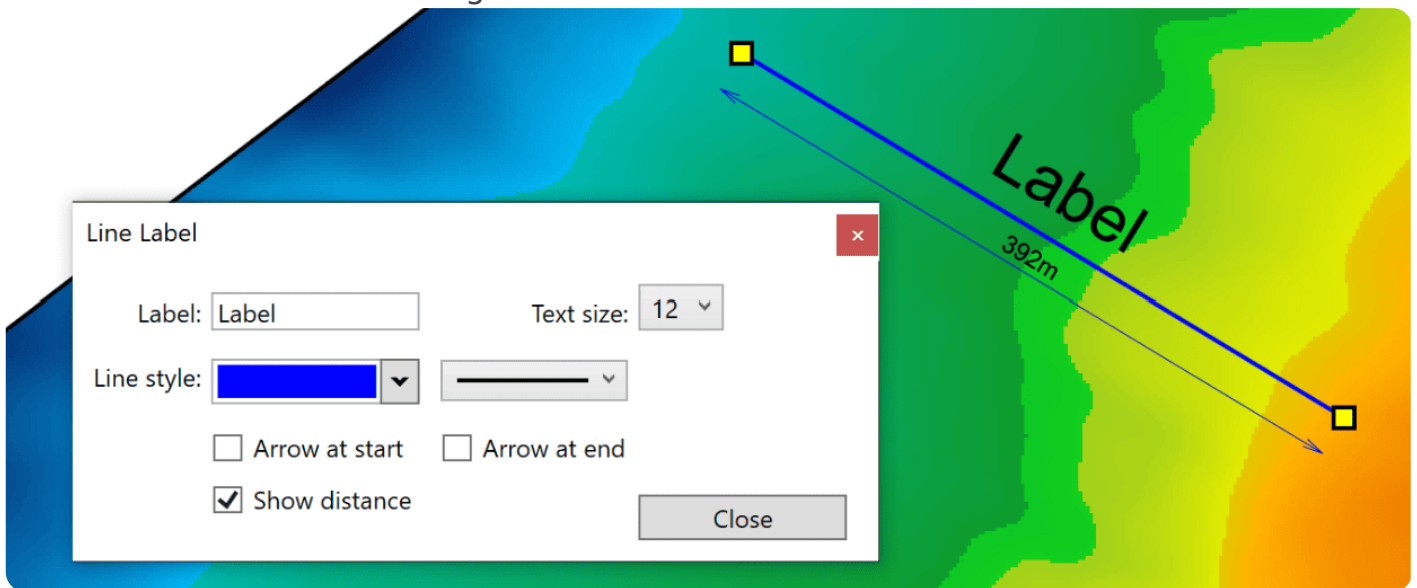 Label
392m
Line Label
Label: Label
Text size: 12
Line style:
Arrow at start
Arrow at end
Show distance
Close